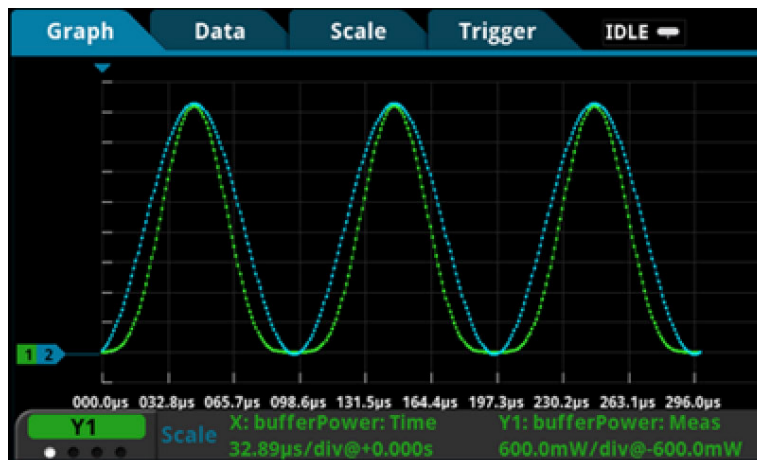 Graph Data Scale Trigger IDLE
1 2
000.0µs 032.8µs 065.7µs 098.6µs 131.5µs 164.4µs 197.3µs 230.2µs 263.1µs 296.0µs
Y1 Scale X: bufferPower: Time Y1: bufferPower: Meas
32.89µs/div@+0.000s 600.0mW/div@-600.0mW